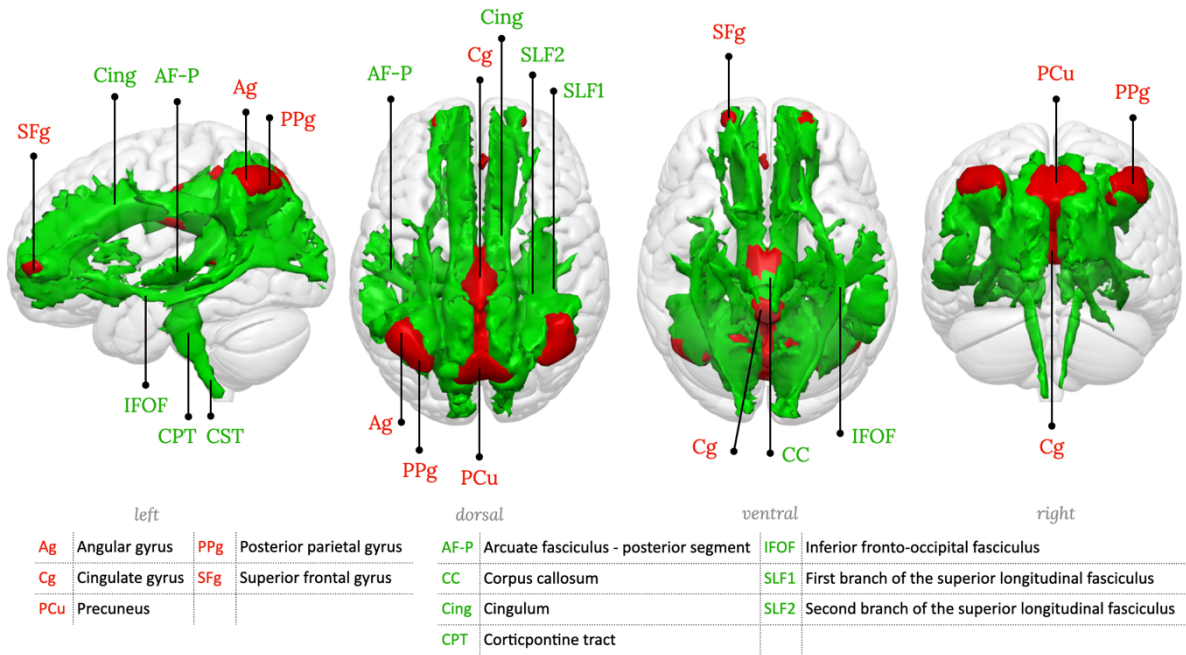 Cing
SFg
Cg
SLF2
PCu
Cing
AF-P
AF-P
SLF1
PPg
Ag
PPg
SFg
IFOF
CPT
CST
Ag
PPg
PCu
Cg
CC
IFOF
Cg
left
dorsal
ventral
right
Ag Angular gyrus PPg Posterior parietal gyrus
Cg Cingulate gyrus SFg Superior frontal gyrus
PCu Precuneus
AF-P Arcuate fasciculus - posterior segment IFOF Inferior fronto-occipital fasciculus
CC Corpus callosum SLF1 First branch of the superior longitudinal fasciculus
Cing Cingulum SLF2 Second branch of the superior longitudinal fasciculus
CPT Corticpontine tract